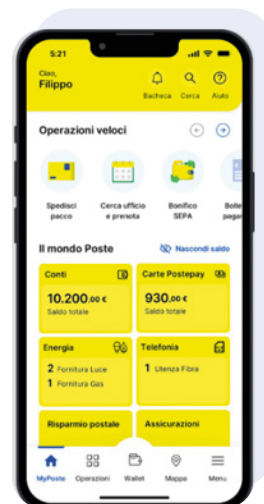 5:21
Ciao,
Filippo
Bacheca Cerca Aiuto
Operazioni veloci
Spedisci
pacco
Cerca ufficio
e prenota
Bonifico
SEPA
Bolle
paga
Il mondo Poste
Nascondi saldo
Conti
10.200,00 €
Saldo totale
Carte Postepay
930,00 €
Saldo totale
Energia
2 Fornitura Luce
1 Fornitura Gas
Telefonia
1 Utenza Fibra
Risparmio postale
Assicurazioni
MyPoste Operazioni Wallet Mappa Menu